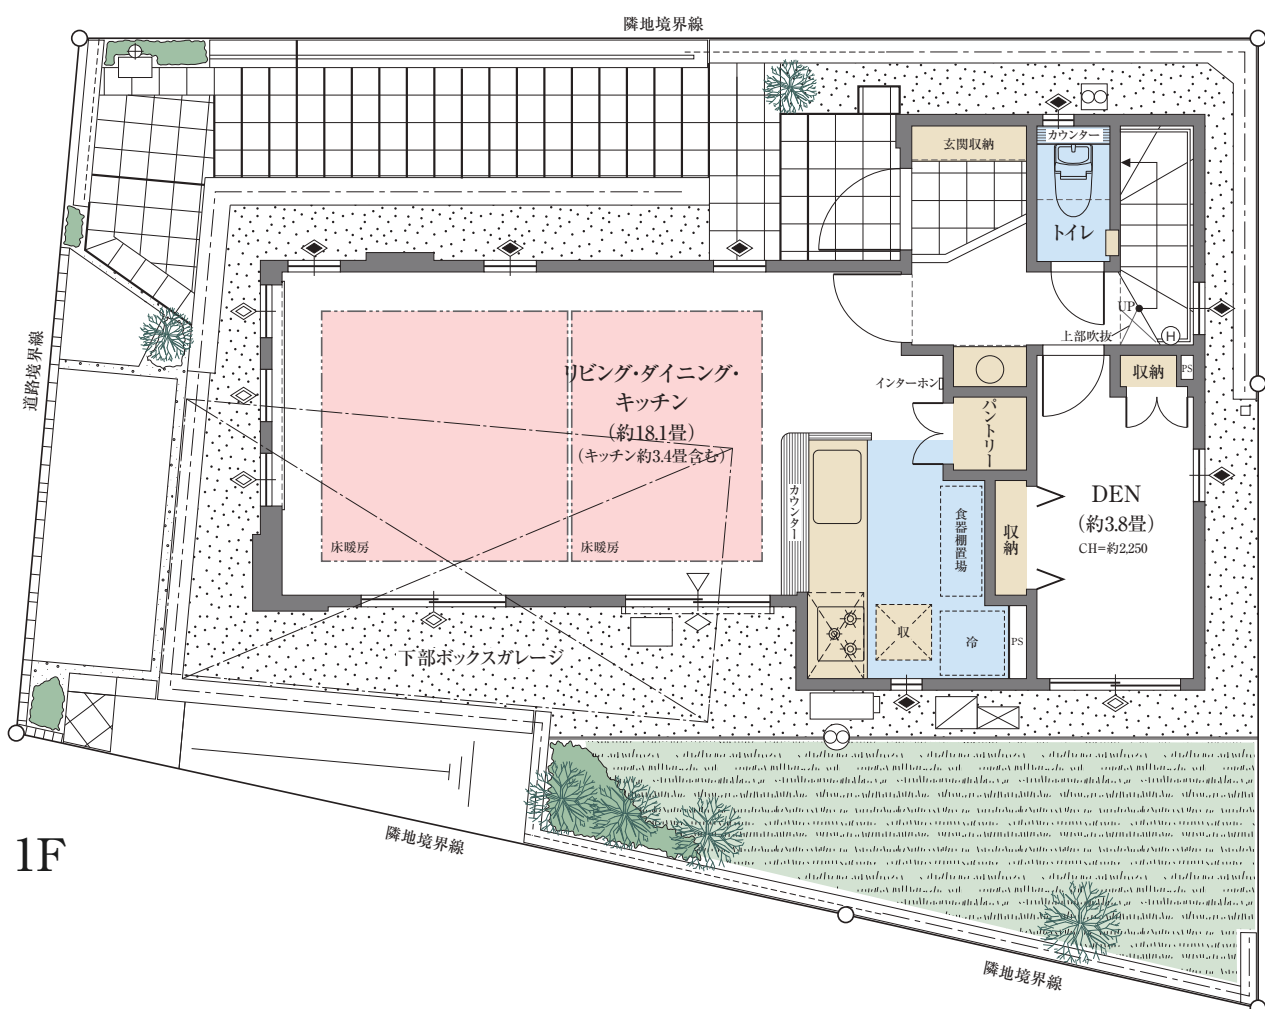 隣地境界線
玄関収納
カウンター
トイレ
UP
上部吹抜
H
道路境界線
インターホン
収納
PS
リビング・ダイニング・
キッチン
(約18.1畳)
(キッチン約3.4畳含む)
パントリー
カウンター
食器棚置場
収納
DEN
(約3.8畳)
CH=約2,250
床暖房
床暖房
収
冷
PS
下部ボックスガレージ
1F
隣地境界線
隣地境界線